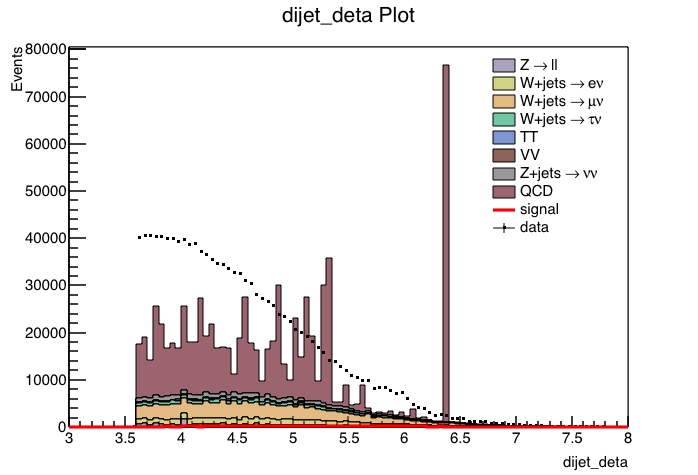 dijet_deta Plot
Events
80000
70000
60000
50000
40000
30000
20000
10000
0
3 3.5 4 4.5 5 5.5 6 6.5 7 7.5 8
dijet_deta
Z → ll
W+jets → eν
W+jets → μν
W+jets → τν
TT
VV
Z+jets → νν
QCD
signal
data